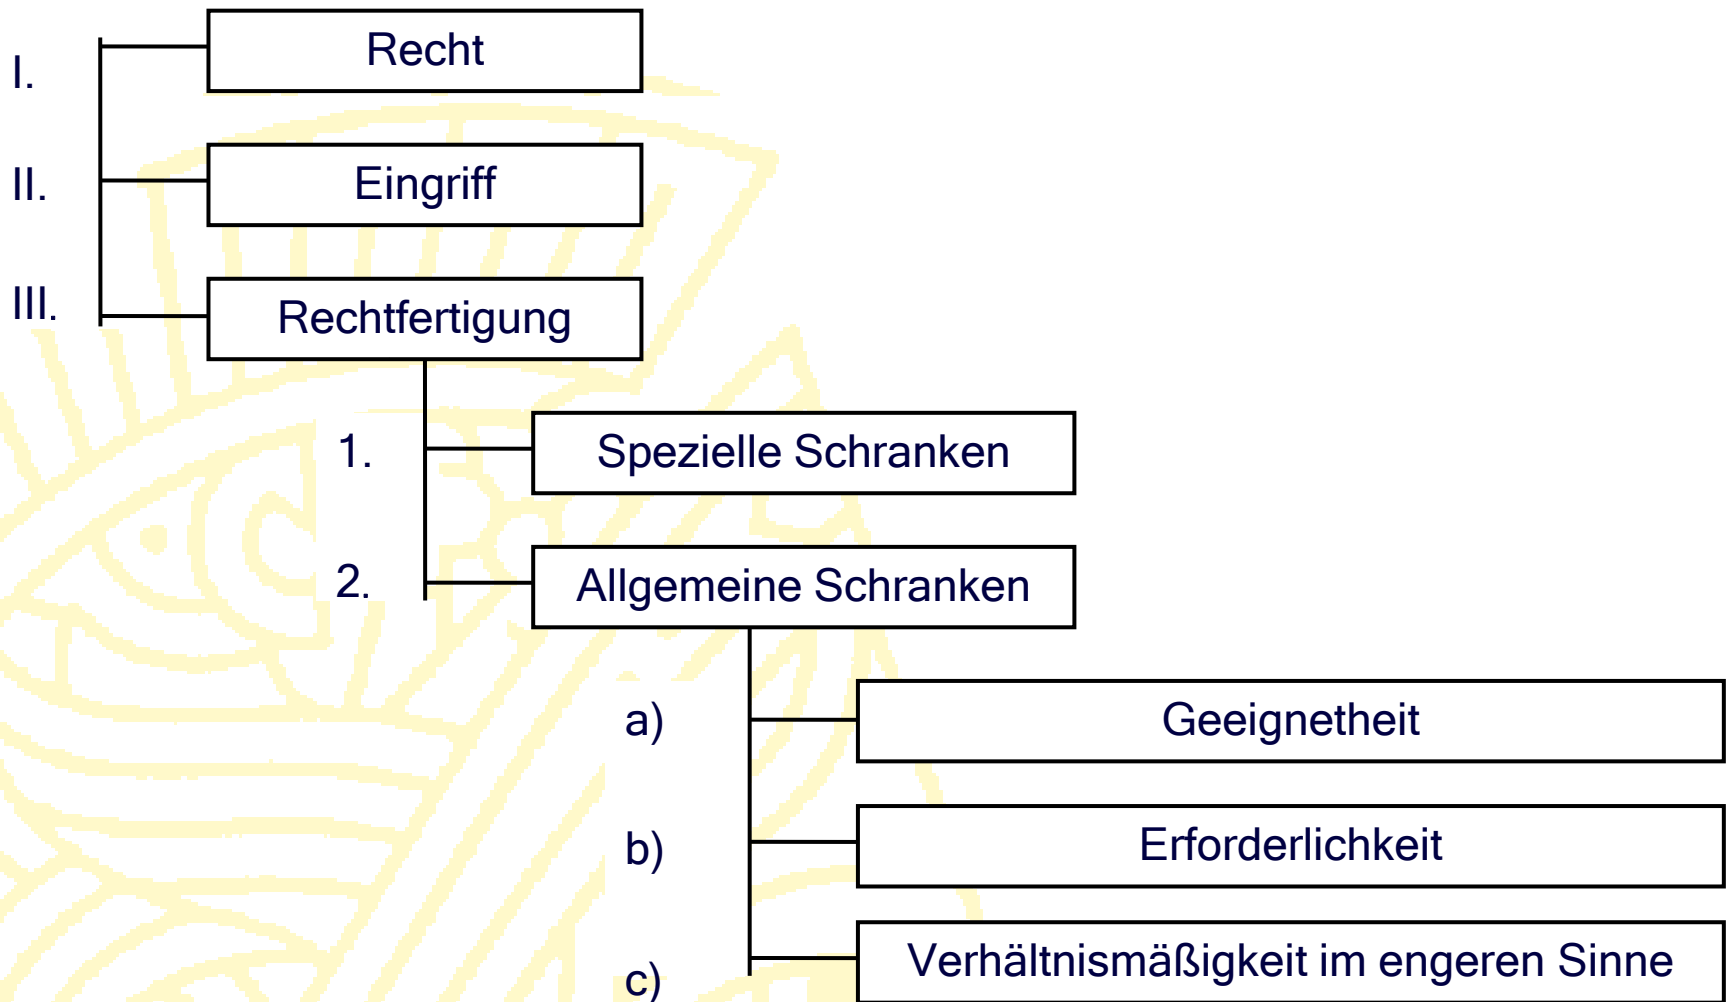 I. Recht
II. Eingriff
III. Rechtfertigung
1. Spezielle Schranken
2. Allgemeine Schranken
a) Geeignetheit
b) Erforderlichkeit
c) Verhältnismäßigkeit im engeren Sinne